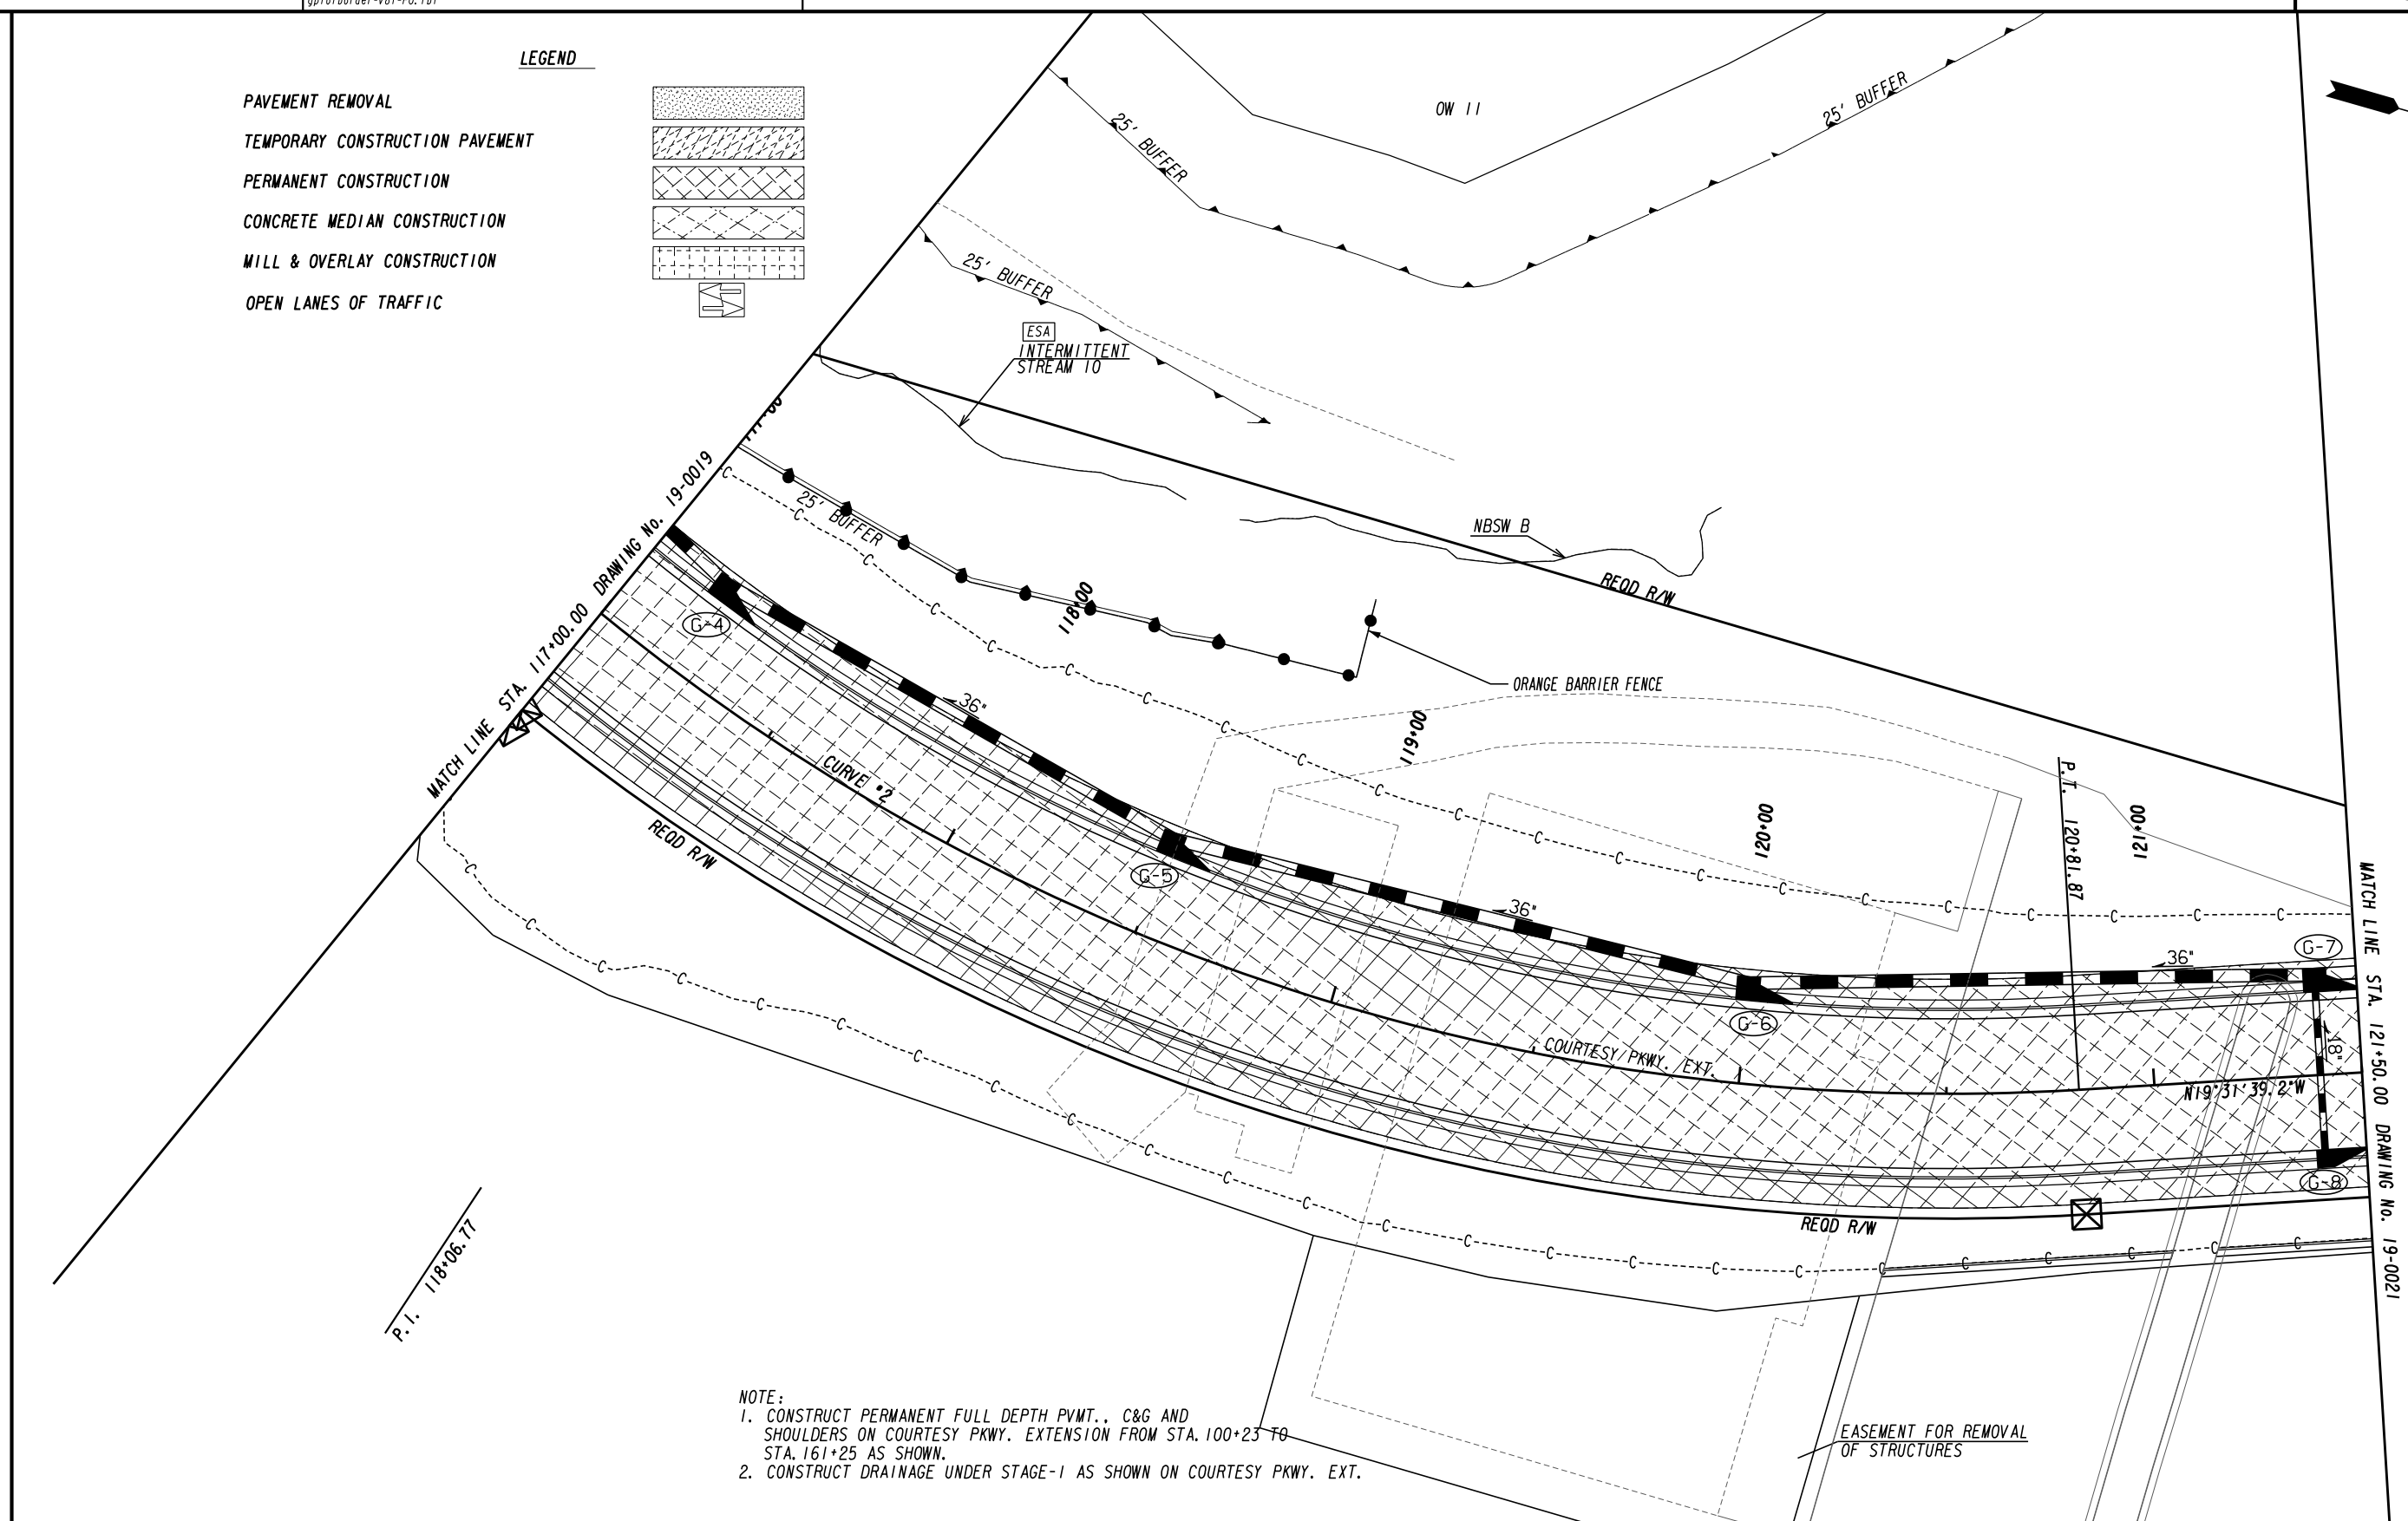 LEGEND
PAVEMENT REMOVAL
TEMPORARY CONSTRUCTION PAVEMENT
PERMANENT CONSTRUCTION
CONCRETE MEDIAN CONSTRUCTION
MILL & OVERLAY CONSTRUCTION
OPEN LANES OF TRAFFIC
OW 11
25' BUFFER
25' BUFFER
25' BUFFER
ESA
INTERMITTENT
STREAM 10
25' BUFFER
NBSW B
REQD R/W
ORANGE BARRIER FENCE
MATCH LINE STA. 117+00.00 DRAWING No. 19-0019
118+00
119+00
120+00
121+00
P.T. 120+81.87
G-4
36"
CURVE #2
REQD R/W
G-5
36"
COURTESY PKWY. EXT.
G-6
36"
G-7
18"
N19°31'39.2"W
G-8
REQD R/W
MATCH LINE STA. 121+50.00 DRAWING No. 19-0021
P.I. 118+06.77
C C C C C C C C C C C C C C C C C C C C C
C C C C C C C C C C C C C C C C C C C C C C C C
NOTE:
1. CONSTRUCT PERMANENT FULL DEPTH PVMT., C&G AND
SHOULDERS ON COURTESY PKWY. EXTENSION FROM STA. 100+23 TO
STA. 161+25 AS SHOWN.
2. CONSTRUCT DRAINAGE UNDER STAGE-1 AS SHOWN ON COURTESY PKWY. EXT.
EASEMENT FOR REMOVAL
OF STRUCTURES